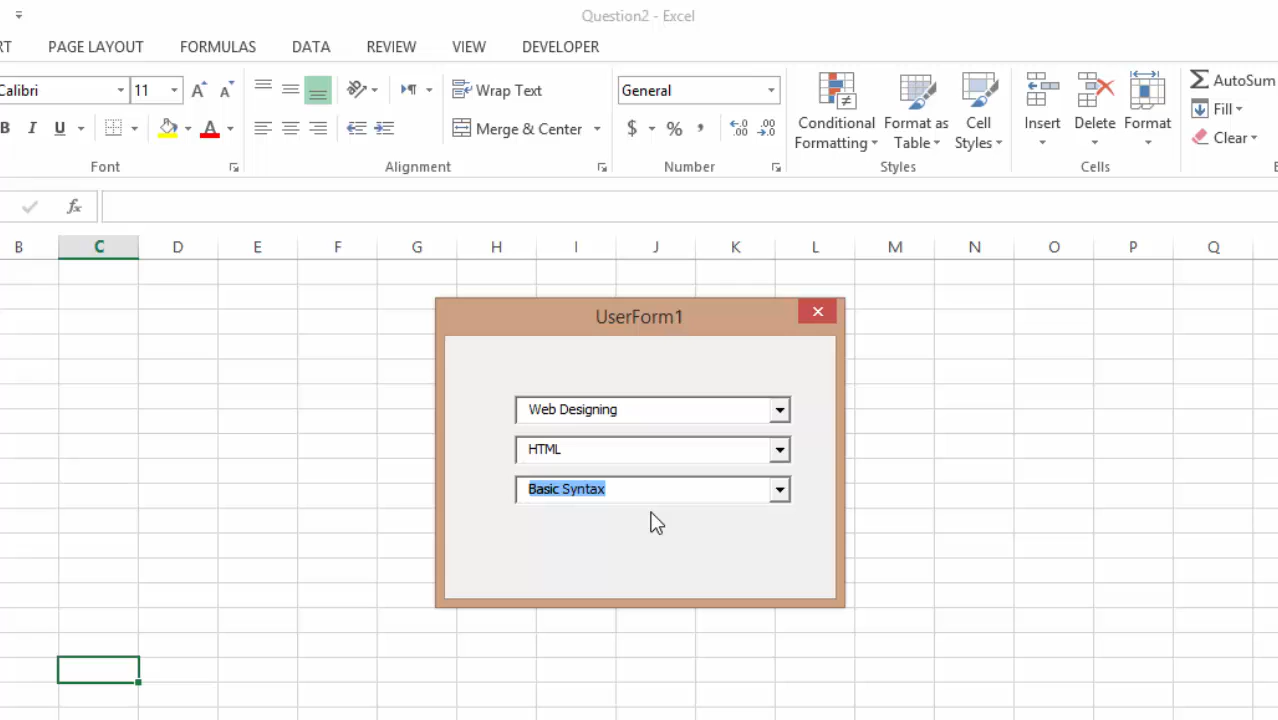 Question2 - Excel
RT PAGE LAYOUT FORMULAS DATA REVIEW VIEW DEVELOPER
Calibri 11 A A Wrap Text General AutoSum
B I U A Merge & Center $ % , .00 .0 Conditional Formatting Format as Table Cell Styles Insert Delete Format Fill
Clear
Font Alignment Number Styles Cells
fx
B C D E F G H I J K L M N O P Q
UserForm1
Web Designing
HTML
Basic Syntax